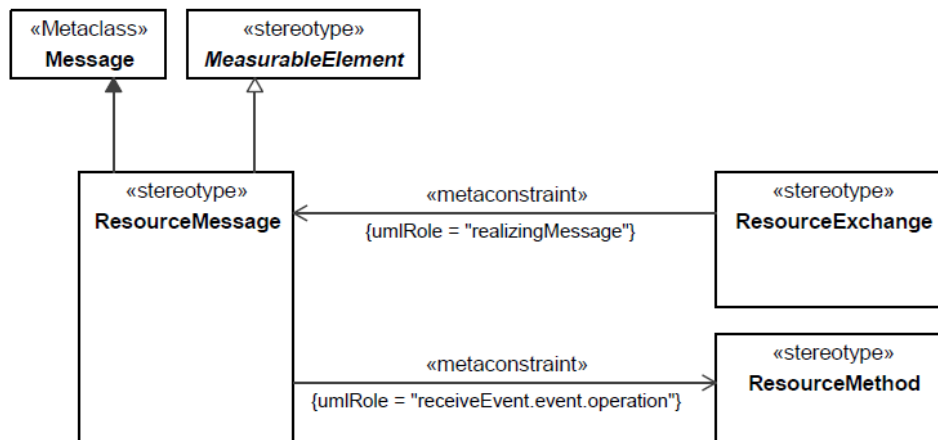 «Metaclass»
Message
«stereotype»
MeasurableElement
«stereotype»
ResourceMessage
«metaconstraint»
{umlRole = "realizingMessage"}
«stereotype»
ResourceExchange
«metaconstraint»
{umlRole = "receiveEvent.event.operation"}
«stereotype»
ResourceMethod